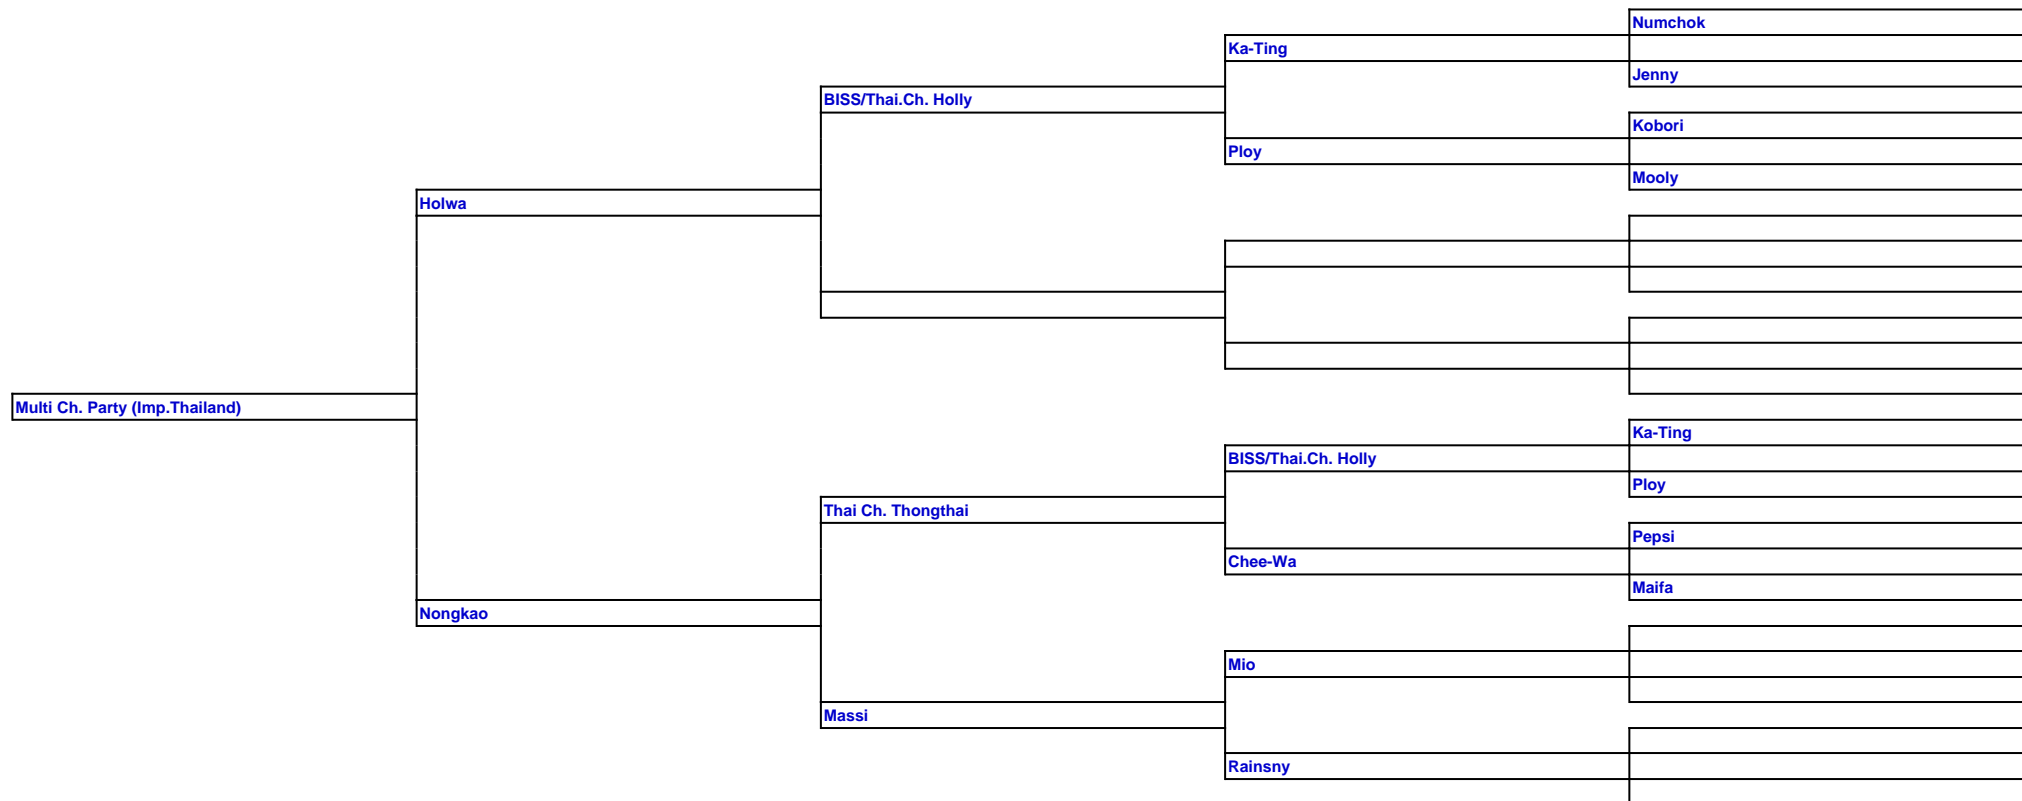 Numchok
Ka-Ting
Jenny
BISS/Thai.Ch. Holly
Kobori
Ploy
Mooly
Holwa
Multi Ch. Party (Imp.Thailand)
Ka-Ting
BISS/Thai.Ch. Holly
Ploy
Thai Ch. Thongthai
Pepsi
Chee-Wa
Maifa
Nongkao
Mio
Massi
Rainsny